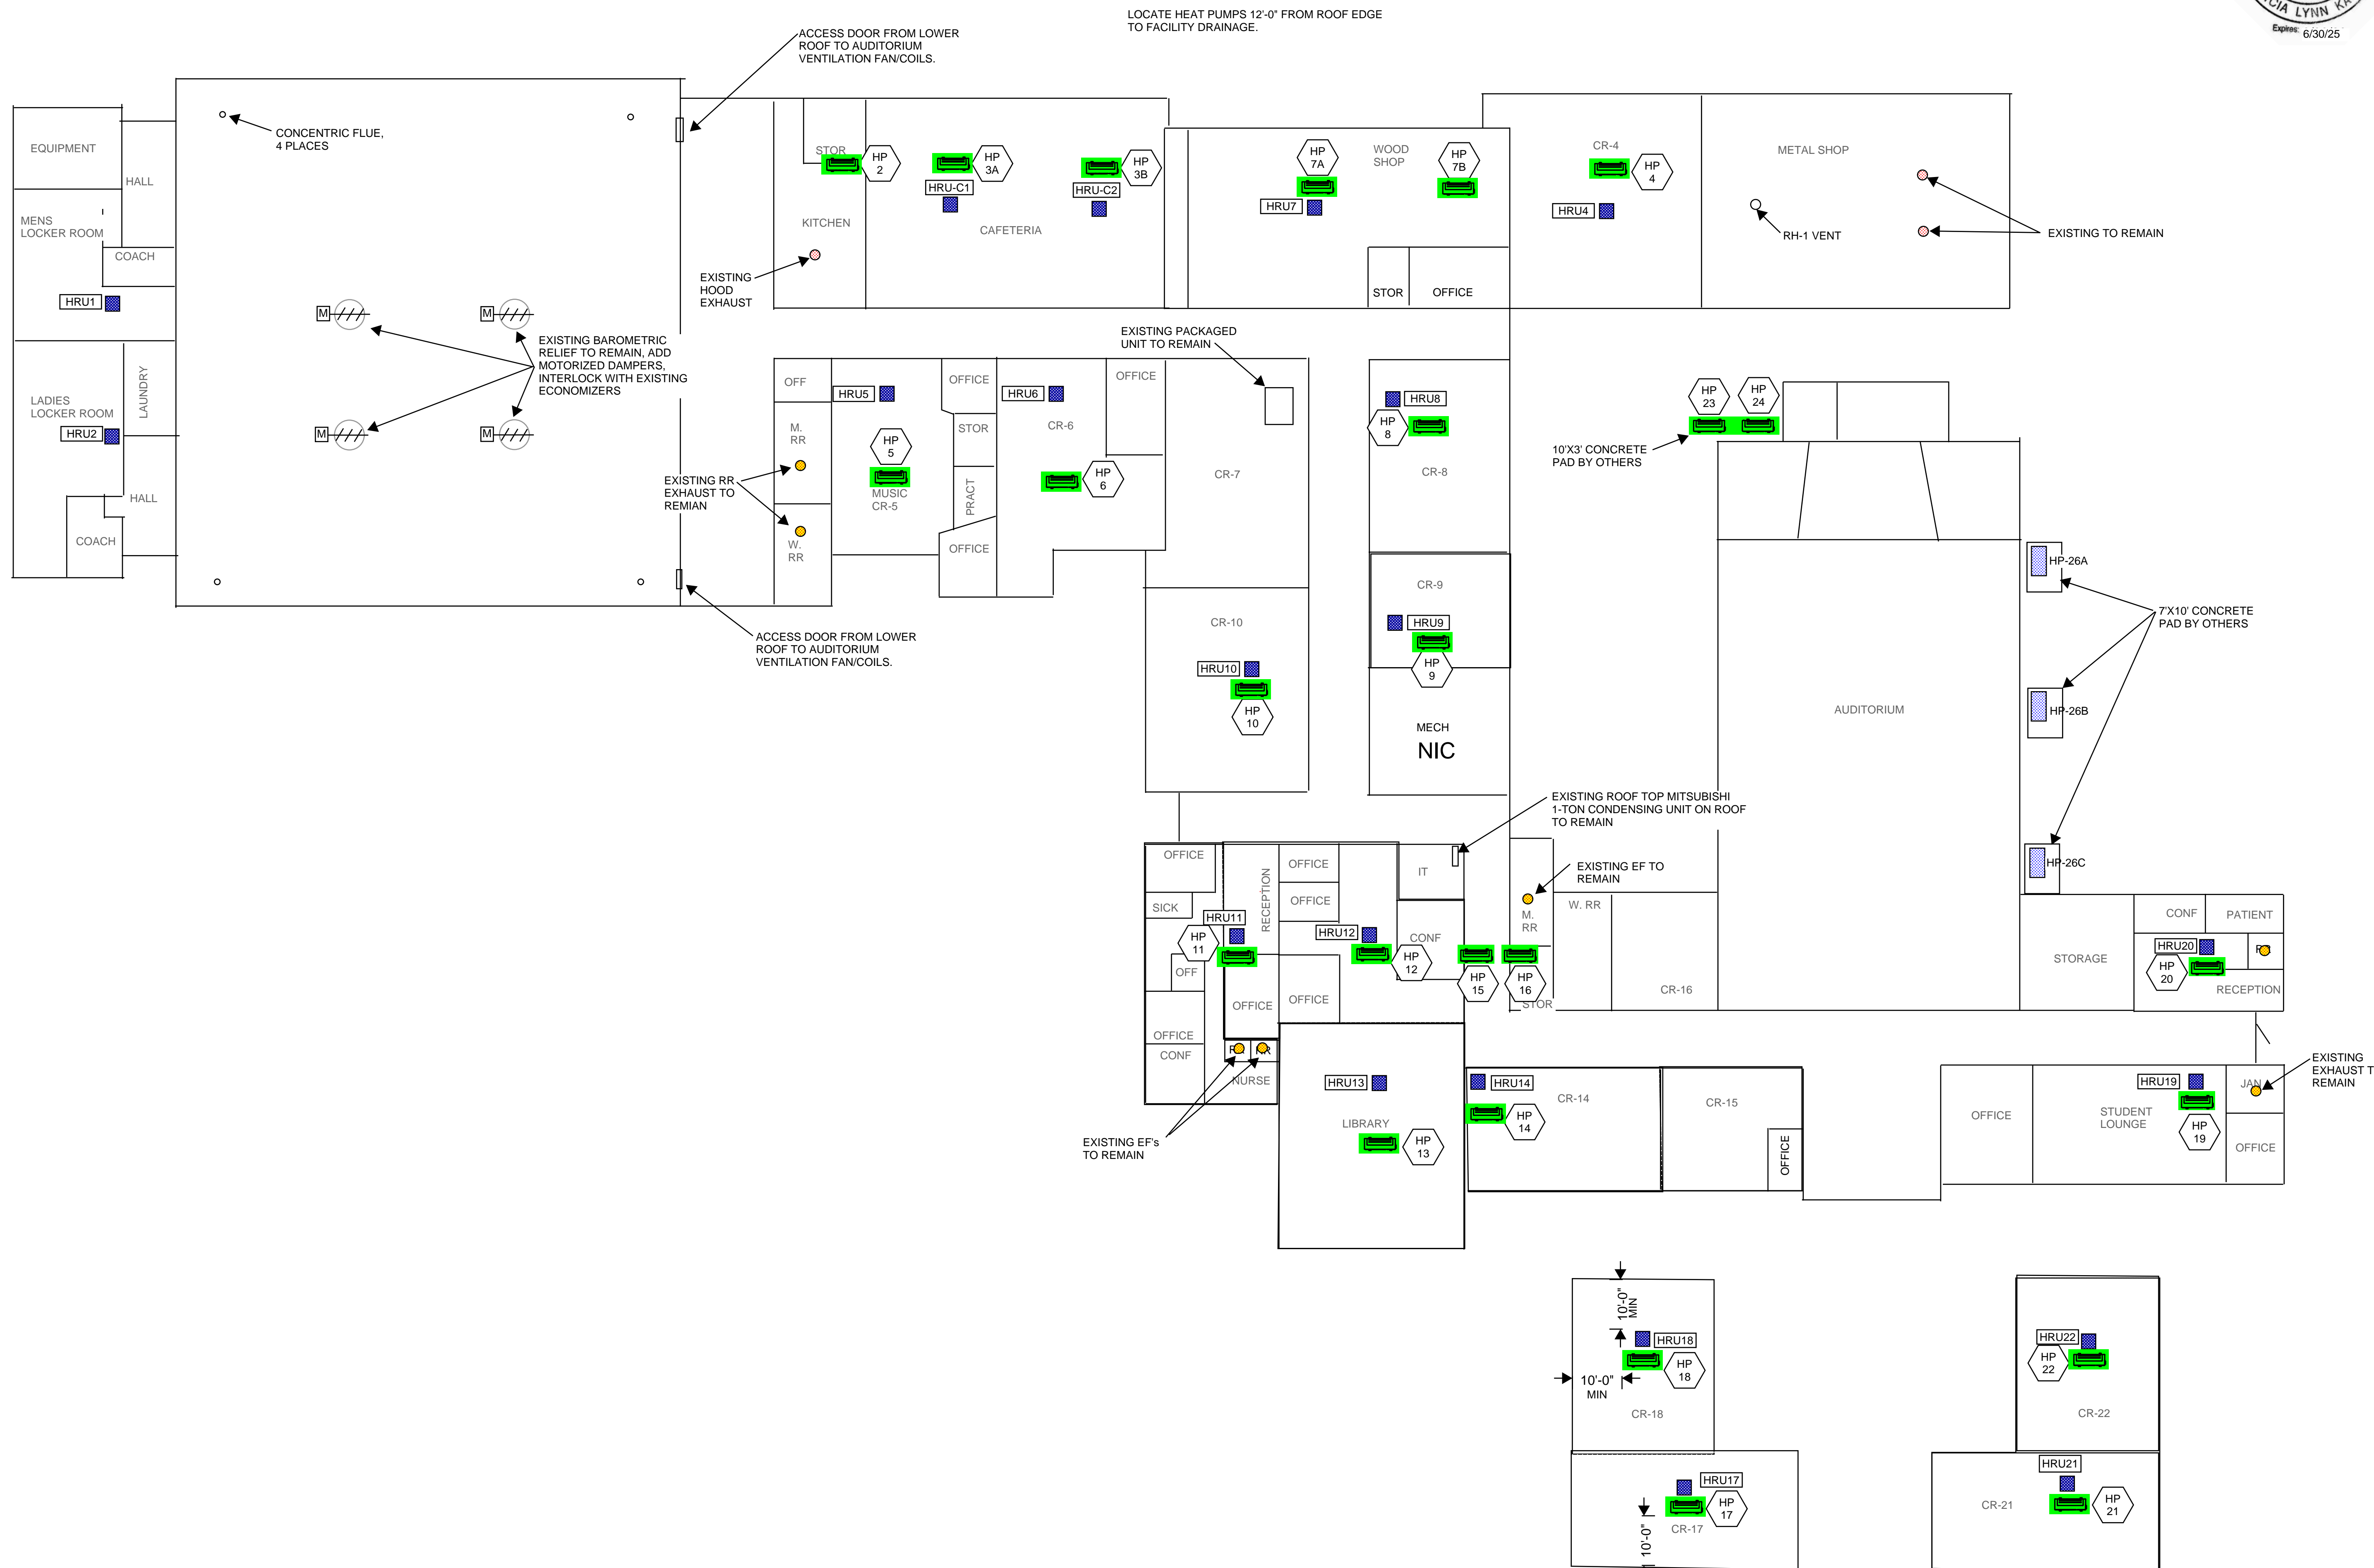 LOCATE HEAT PUMPS 12'-0" FROM ROOF EDGE
TO FACILITY DRAINAGE.
LYNN
Expires: 6/30/25
ACCESS DOOR FROM LOWER
ROOF TO AUDITORIUM
VENTILATION FAN/COILS.
CONCENTRIC FLUE,
4 PLACES
EQUIPMENT
HALL
MENS
LOCKER ROOM
COACH
HRU1
LADIES
LOCKER ROOM
LAUNDRY
HRU2
HALL
COACH
M
M
M
M
EXISTING BAROMETRIC
RELIEF TO REMAIN, ADD
MOTORIZED DAMPERS,
INTERLOCK WITH EXISTING
ECONOMIZERS
STOR
HP
2
KITCHEN
EXISTING
HOOD
EXHAUST
HP
3A
HRU-C1
HP
3B
HRU-C2
CAFETERIA
HP
7A
HRU7
WOOD
SHOP
HP
7B
STOR
OFFICE
CR-4
HP
4
HRU4
METAL SHOP
RH-1 VENT
EXISTING TO REMAIN
EXISTING PACKAGED
UNIT TO REMAIN
OFF
M.
RR
W.
RR
EXISTING RR
EXHAUST TO
REMIAN
HRU5
HP
5
MUSIC
CR-5
OFFICE
STOR
PRACT
OFFICE
HRU6
CR-6
HP
6
OFFICE
CR-7
HRU8
HP
8
CR-8
CR-9
HRU9
HP
9
MECH
NIC
CR-10
HRU10
HP
10
ACCESS DOOR FROM LOWER
ROOF TO AUDITORIUM
VENTILATION FAN/COILS.
HP
23
HP
24
10'X3' CONCRETE
PAD BY OTHERS
AUDITORIUM
HP-26A
HP-26B
HP-26C
7'X10' CONCRETE
PAD BY OTHERS
EXISTING ROOF TOP MITSUBISHI
1-TON CONDENSING UNIT ON ROOF
TO REMAIN
EXISTING EF TO
REMAIN
OFFICE
SICK
HRU11
HP
11
RECEPTION
OFF
OFFICE
CONF
OFFICE
OFFICE
OFFICE
OFFICE
HRU12
HP
12
IT
CONF
NURSE
EXISTING EF's
TO REMAIN
HP
15
HP
16
M.
RR
STOR
W. RR
CR-16
STORAGE
CONF
PATIENT
HRU20
HP
20
RECEPTION
HRU13
LIBRARY
HP
13
HRU14
HP
14
CR-14
CR-15
OFFICE
OFFICE
STUDENT
LOUNGE
HRU19
HP
19
JAN
OFFICE
EXISTING
EXHAUST T
REMAIN
10'-0"
MIN
HRU18
HP
18
10'-0"
MIN
CR-18
HRU17
HP
17
CR-17
10'-0"
HRU22
HP
22
CR-22
HRU21
HP
21
CR-21